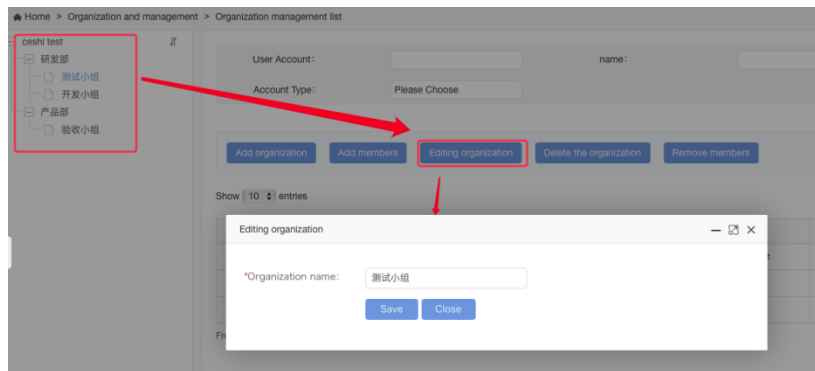 Home > Organization and management > Organization management list
ceshi test
研发部
测试小组
开发小组
产品部
验收小组
User Account:
name:
Account Type:
Please Choose
Add organization
Add members
Editing organization
Delete the organization
Remove members
Show 10 entries
Editing organization
*Organization name:
测试小组
Save
Close